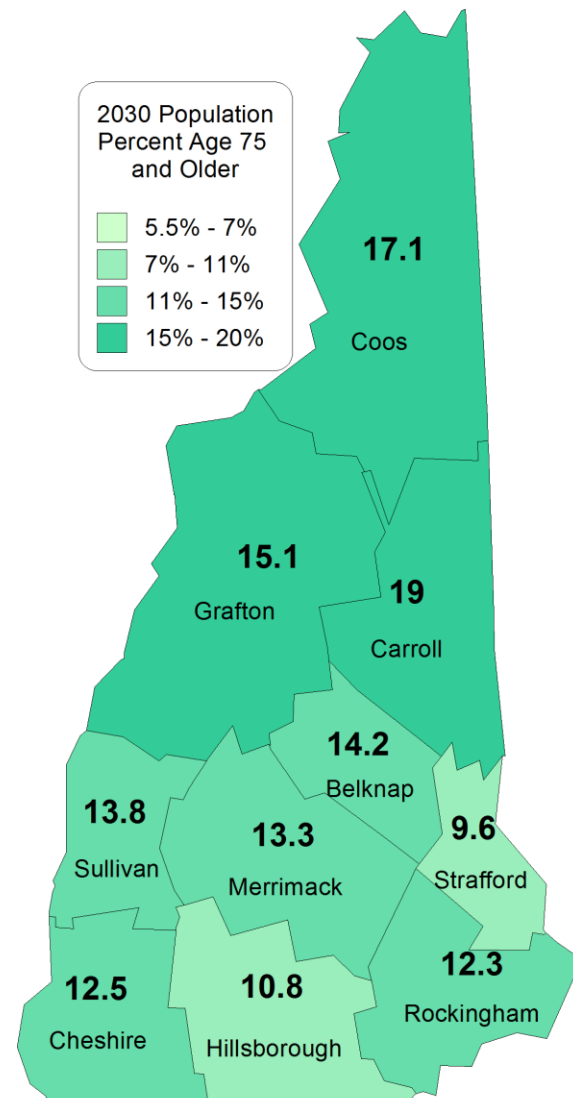 2030 Population
Percent Age 75
and Older
5.5% - 7%
7% - 11%
11% - 15%
15% - 20%
17.1
Coos
15.1
Grafton
19
Carroll
14.2
Belknap
13.8
Sullivan
13.3
Merrimack
9.6
Strafford
12.5
Cheshire
10.8
Hillsborough
12.3
Rockingham